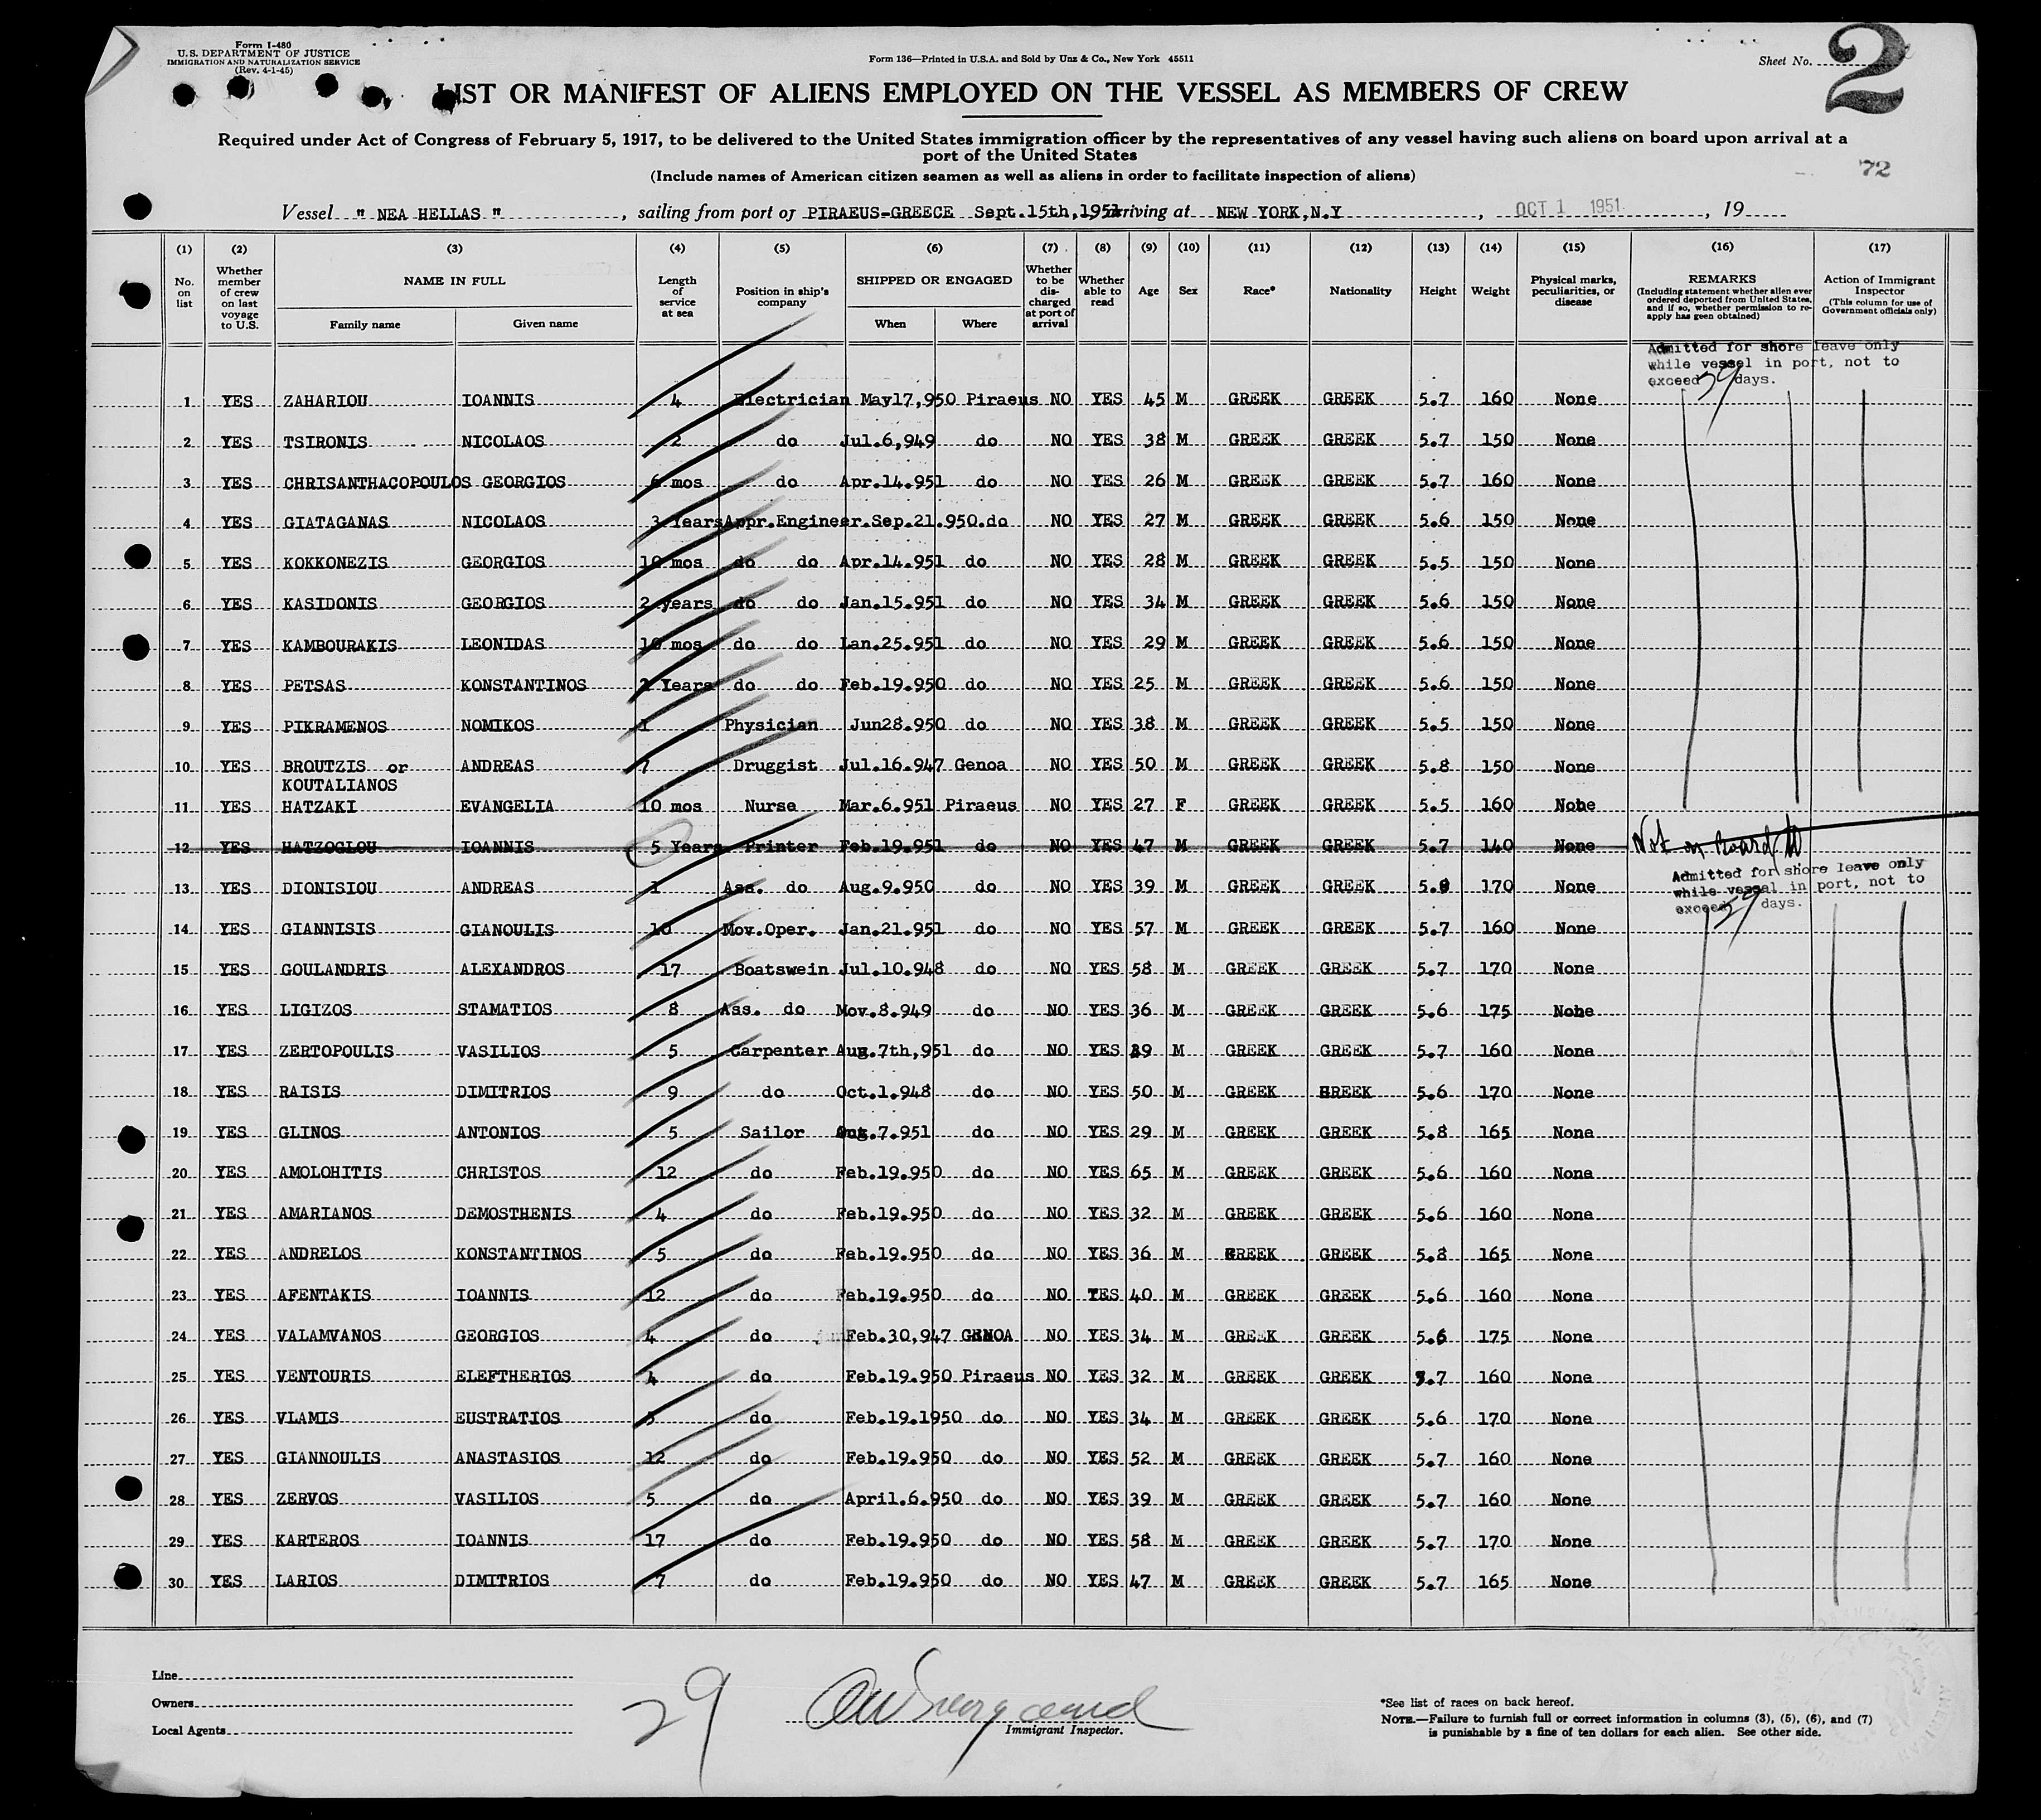 Form I-480
U.S. DEPARTMENT OF JUSTICE
IMMIGRATION AND NATURALIZATION SERVICE
(Rev. 4-1-45)
Form 136—Printed in U.S.A. and Sold by Unz & Co., New York 45511
Sheet No. 2
LIST OR MANIFEST OF ALIENS EMPLOYED ON THE VESSEL AS MEMBERS OF CREW
Required under Act of Congress of February 5, 1917, to be delivered to the United States immigration officer by the representatives of any vessel having such aliens on board upon arrival at a
port of the United States
(Include names of American citizen seamen as well as aliens in order to facilitate inspection of aliens)
72
Vessel " NEA HELLAS ", sailing from port of PIRAEUS-GREECE Sept.15th,1951 arriving at NEW YORK,N.Y, OCT 1 1951, 19
(1) (2) (3) (4) (5) (6) (7) (8) (9) (10) (11) (12) (13) (14) (15) (16) (17)
No. on list
Whether member of crew on last voyage to U.S.
NAME IN FULL
Family name Given name
Length of service at sea
Position in ship's company
SHIPPED OR ENGAGED
When Where
Whether to be discharged at port of arrival
Whether able to read
Age
Sex
Race*
Nationality
Height
Weight
Physical marks, peculiarities, or disease
REMARKS
(Including statement whether alien ever ordered deported from United States, and if so, whether permission to re-apply has geen obtained)
Action of Immigrant Inspector
(This column for use of Government officials only)
Admitted for shore leave only
while vessel in port, not to
exceed 29 days.
1 YES ZAHARIOU IOANNIS 4 Electrician May17,950 Piraeus NO YES 45 M GREEK GREEK 5.7 160 None
2 YES TSIRONIS NICOLAOS 2 do Jul.6,949 do NO YES 38 M GREEK GREEK 5.7 150 None
3 YES CHRISANTHACOPOULOS GEORGIOS 6 mos do Apr.14.951 do NO YES 26 M GREEK GREEK 5.7 160 None
4 YES GIATAGANAS NICOLAOS 3 Years Appr.Engineer.Sep.21.950.do NO YES 27 M GREEK GREEK 5.6 150 None
5 YES KOKKONEZIS GEORGIOS 10 mos do do Apr.14.951 do NO YES 28 M GREEK GREEK 5.5 150 None
6 YES KASIDONIS GEORGIOS 2 years do do Jan.15.951 do NO YES 34 M GREEK GREEK 5.6 150 None
7 YES KAMBOURAKIS LEONIDAS 10 mos do do Lan.25.951 do NO YES 29 M GREEK GREEK 5.6 150 None
8 YES PETSAS KONSTANTINOS 2 Years do do Feb.19.950 do NO YES 25 M GREEK GREEK 5.6 150 None
9 YES PIKRAMENOS NOMIKOS 1 Physician Jun28.950 do NO YES 38 M GREEK GREEK 5.5 150 None
10 YES BROUTZIS or ANDREAS 7 Druggist Jul.16.947 Genoa NO YES 50 M GREEK GREEK 5.8 150 None
KOUTALIANOS
11 YES HATZAKI EVANGELIA 10 mos Nurse Mar.6.951 Piraeus NO YES 27 F GREEK GREEK 5.5 160 None
12 YES HATZOGLOU IOANNIS 5 Years Printer Feb.19.951 do NO YES 47 M GREEK GREEK 5.7 140 None Not on Board
Admitted for shore leave only
while vessel in port, not to
exceed 29 days.
13 YES DIONISIOU ANDREAS 1 Ass. do Aug.9.950 do NO YES 39 M GREEK GREEK 5.8 170 None
14 YES GIANNISIS GIANOULIS 10 Mov.Oper. Jan.21.951 do NO YES 57 M GREEK GREEK 5.7 160 None
15 YES GOULANDRIS ALEXANDROS 17 Boatswein Jul.10.948 do NO YES 58 M GREEK GREEK 5.7 170 None
16 YES LIGIZOS STAMATIOS 8 Ass. do Mov.8.949 do NO YES 36 M GREEK GREEK 5.6 175 None
17 YES ZERTOPOULIS VASILIOS 5 Carpenter Aug.7th,951 do NO YES 39 M GREEK GREEK 5.7 160 None
18 YES RAISIS DIMITRIOS 9 do Oct.1.948 do NO YES 50 M GREEK GREEK 5.6 170 None
19 YES GLINOS ANTONIOS 5 Sailor Aug.7.951 do NO YES 29 M GREEK GREEK 5.8 165 None
20 YES AMOLOHITIS CHRISTOS 12 do Feb.19.950 do NO YES 65 M GREEK GREEK 5.6 160 None
21 YES AMARIANOS DEMOSTHENIS 4 do Feb.19.950 do NO YES 32 M GREEK GREEK 5.6 160 None
22 YES ANDRELOS KONSTANTINOS 5 do Feb.19.950 do NO YES 36 M GREEK GREEK 5.8 165 None
23 YES AFENTAKIS IOANNIS 12 do Feb.19.950 do NO YES 40 M GREEK GREEK 5.6 160 None
24 YES VALAMVANOS GEORGIOS 4 do Feb.30,947 GENOA NO YES 34 M GREEK GREEK 5.6 175 None
25 YES VENTOURIS ELEFTHERIOS 4 do Feb.19.950 Piraeus NO YES 32 M GREEK GREEK 5.7 160 None
26 YES VLAMIS EUSTRATIOS 5 do Feb.19.1950 do NO YES 34 M GREEK GREEK 5.6 170 None
27 YES GIANNOULIS ANASTASIOS 12 do Feb.19.950 do NO YES 52 M GREEK GREEK 5.7 160 None
28 YES ZERVOS VASILIOS 5 do April.6.950 do NO YES 39 M GREEK GREEK 5.7 160 None
29 YES KARTEROS IOANNIS 17 do Feb.19.950 do NO YES 58 M GREEK GREEK 5.7 170 None
30 YES LARIOS DIMITRIOS 7 do Feb.19.950 do NO YES 47 M GREEK GREEK 5.7 165 None
Line
Owners
Local Agents
29
Immigrant Inspector.
*See list of races on back hereof.
NOTE.—Failure to furnish full or correct information in columns (3), (5), (6), and (7)
is punishable by a fine of ten dollars for each alien. See other side.